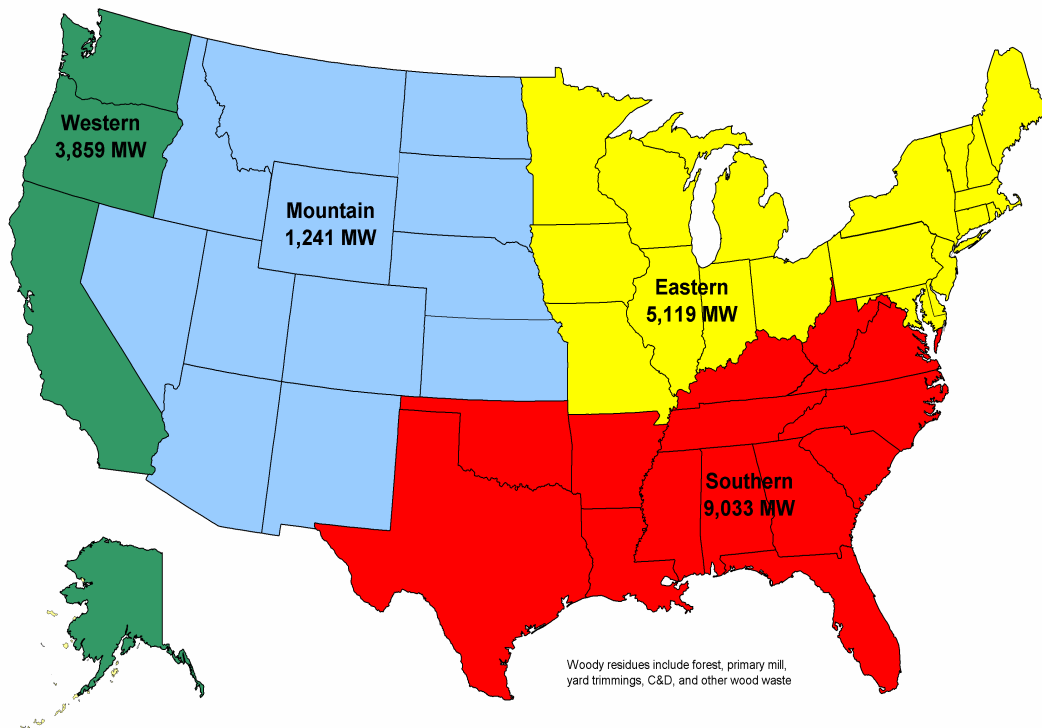 Western
3,859 MW
Mountain
1,241 MW
Eastern
5,119 MW
Southern
9,033 MW
Woody residues include forest, primary mill,
yard trimmings, C&D, and other wood waste